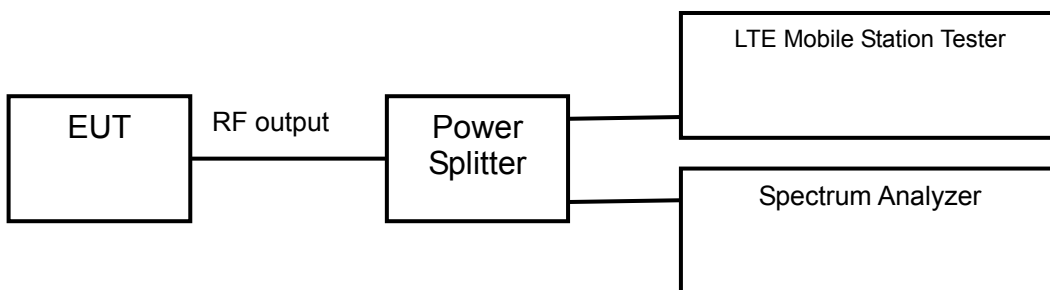 LTE Mobile Station Tester
EUT
RF output
Power
Splitter
Spectrum Analyzer